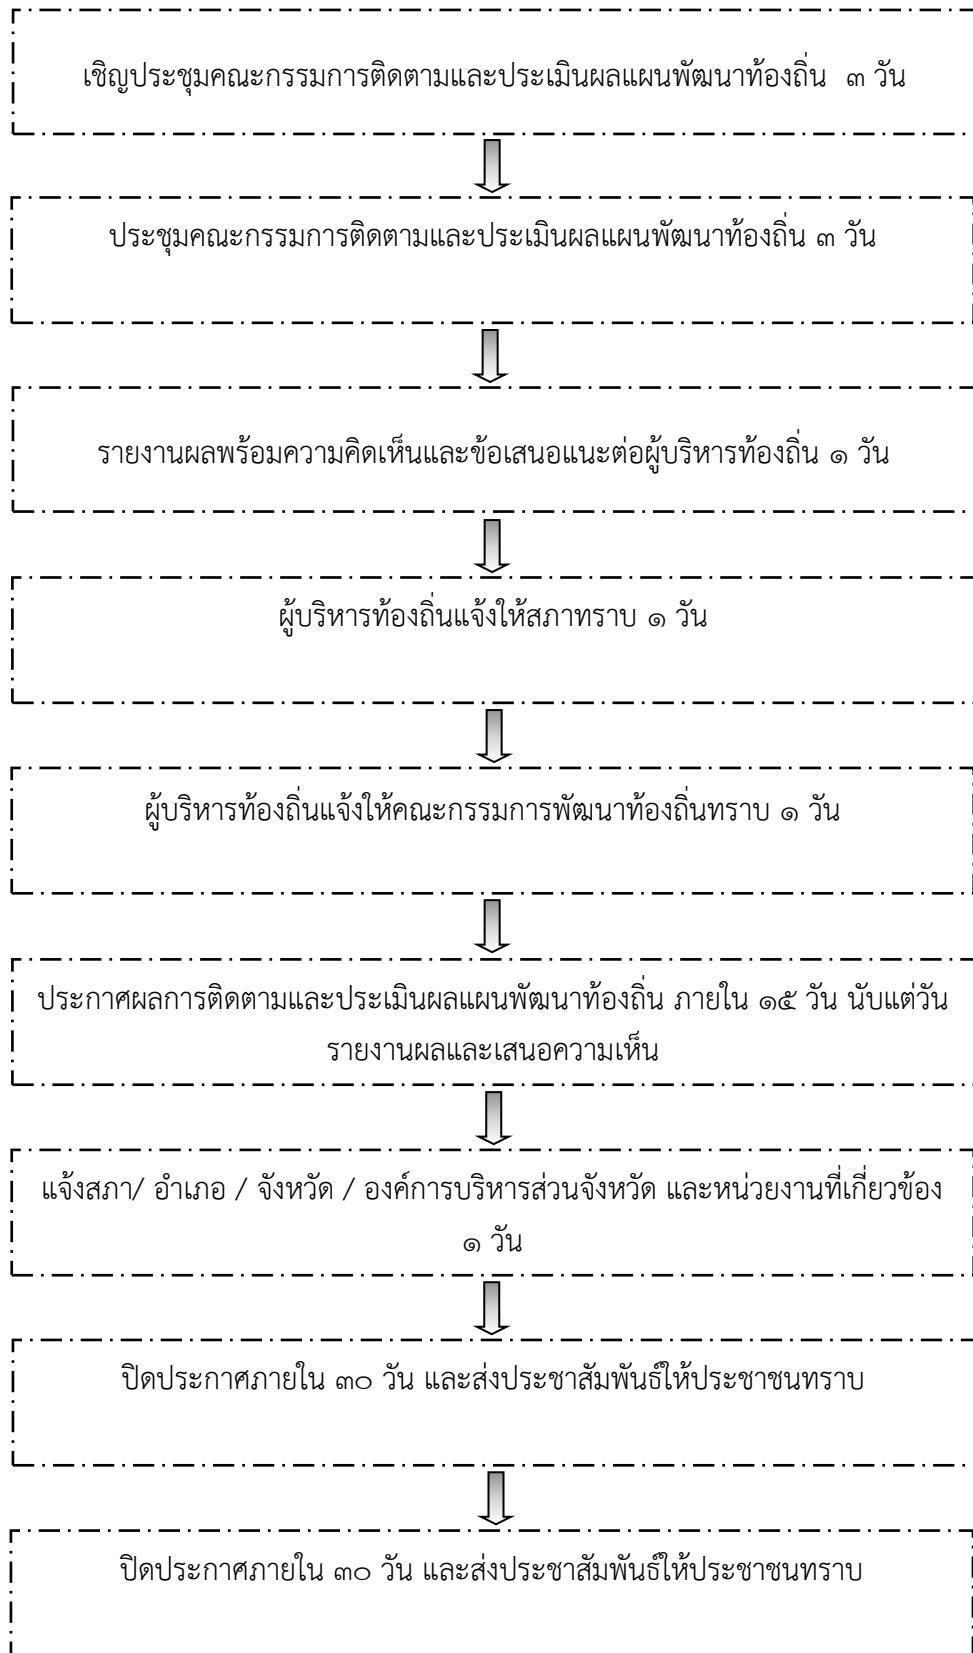 เชิญประชุมคณะกรรมการติดตามและประเมินผลแผนพัฒนาท้องถิ่น ๓ วัน
ประชุมคณะกรรมการติดตามและประเมินผลแผนพัฒนาท้องถิ่น ๓ วัน
รายงานผลพร้อมความคิดเห็นและข้อเสนอแนะต่อผู้บริหารท้องถิ่น ๑ วัน
ผู้บริหารท้องถิ่นแจ้งให้สภาทราบ ๑ วัน
ผู้บริหารท้องถิ่นแจ้งให้คณะกรรมการพัฒนาท้องถิ่นทราบ ๑ วัน
ประกาศผลการติดตามและประเมินผลแผนพัฒนาท้องถิ่น ภายใน ๑๕ วัน นับแต่วัน
รายงานผลและเสนอความเห็น
แจ้งสภา/ อำเภอ / จังหวัด / องค์การบริหารส่วนจังหวัด และหน่วยงานที่เกี่ยวข้อง
๑ วัน
ปิดประกาศภายใน ๓๐ วัน และส่งประชาสัมพันธ์ให้ประชาชนทราบ
ปิดประกาศภายใน ๓๐ วัน และส่งประชาสัมพันธ์ให้ประชาชนทราบ